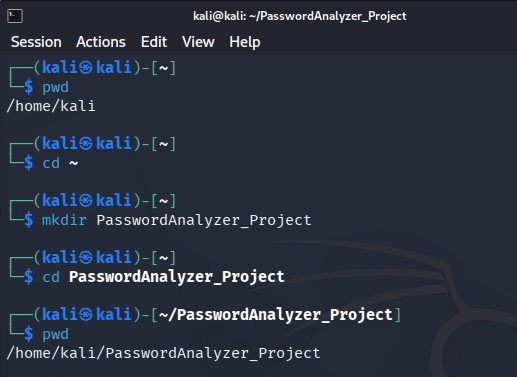 kali@kali: ~/PasswordAnalyzer_Project
Session Actions Edit View Help
┌──(kali㉿kali)-[~]
└─$ pwd
/home/kali
┌──(kali㉿kali)-[~]
└─$ cd ~
┌──(kali㉿kali)-[~]
└─$ mkdir PasswordAnalyzer_Project
┌──(kali㉿kali)-[~]
└─$ cd PasswordAnalyzer_Project
┌──(kali㉿kali)-[~/PasswordAnalyzer_Project]
└─$ pwd
/home/kali/PasswordAnalyzer_Project